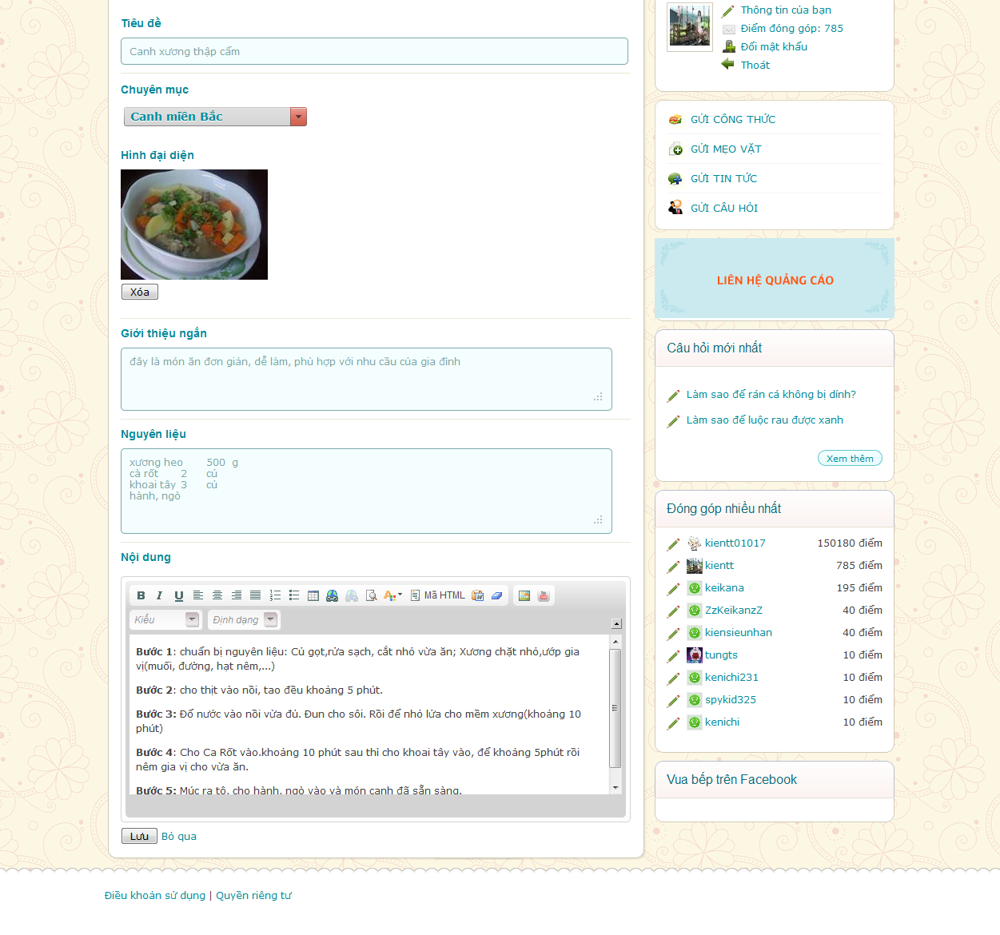 Tiêu đề
Canh xương thập cẩm
Chuyên mục
Canh miền Bắc
Hình đại diện
Xóa
Giới thiệu ngắn
đây là món ăn đơn giản, dễ làm, phù hợp với nhu cầu của gia đình
Nguyên liệu
xương heo 500 g
cà rốt 2 củ
khoai tây 3 củ
hành, ngò
Nội dung
B I U Mã HTML
Kiểu Định dạng
Bước 1: chuẩn bị nguyên liệu: Củ gọt,rửa sạch, cắt nhỏ vừa ăn; Xương chặt nhỏ,ướp gia
vị(muối, đường, hạt nêm,...)
Bước 2: cho thịt vào nồi, tao đều khoảng 5 phút.
Bước 3: Đổ nước vào nồi vừa đủ. Đun cho sôi. Rồi để nhỏ lửa cho mềm xương(khoảng 10
phút)
Bước 4: Cho Ca Rốt vào.khoảng 10 phút sau thì cho khoai tây vào, để khoảng 5phút rồi
nêm gia vị cho vừa ăn.
Bước 5: Múc ra tô, cho hành, ngò vào và món canh đã sẵn sàng.
Lưu Bỏ qua
Thông tin của bạn
Điểm đóng góp: 785
Đổi mật khẩu
Thoát
GỬI CÔNG THỨC
GỬI MẸO VẶT
GỬI TIN TỨC
GỬI CÂU HỎI
LIÊN HỆ QUẢNG CÁO
Câu hỏi mới nhất
Làm sao để rán cá không bị dính?
Làm sao để luộc rau được xanh
Xem thêm
Đóng góp nhiều nhất
kientt01017 150180 điểm
kientt 785 điểm
keikana 195 điểm
ZzKeikanzZ 40 điểm
kiensieunhan 40 điểm
tungts 10 điểm
kenichi231 10 điểm
spykid325 10 điểm
kenichi 10 điểm
Vua bếp trên Facebook
Điều khoản sử dụng | Quyền riêng tư